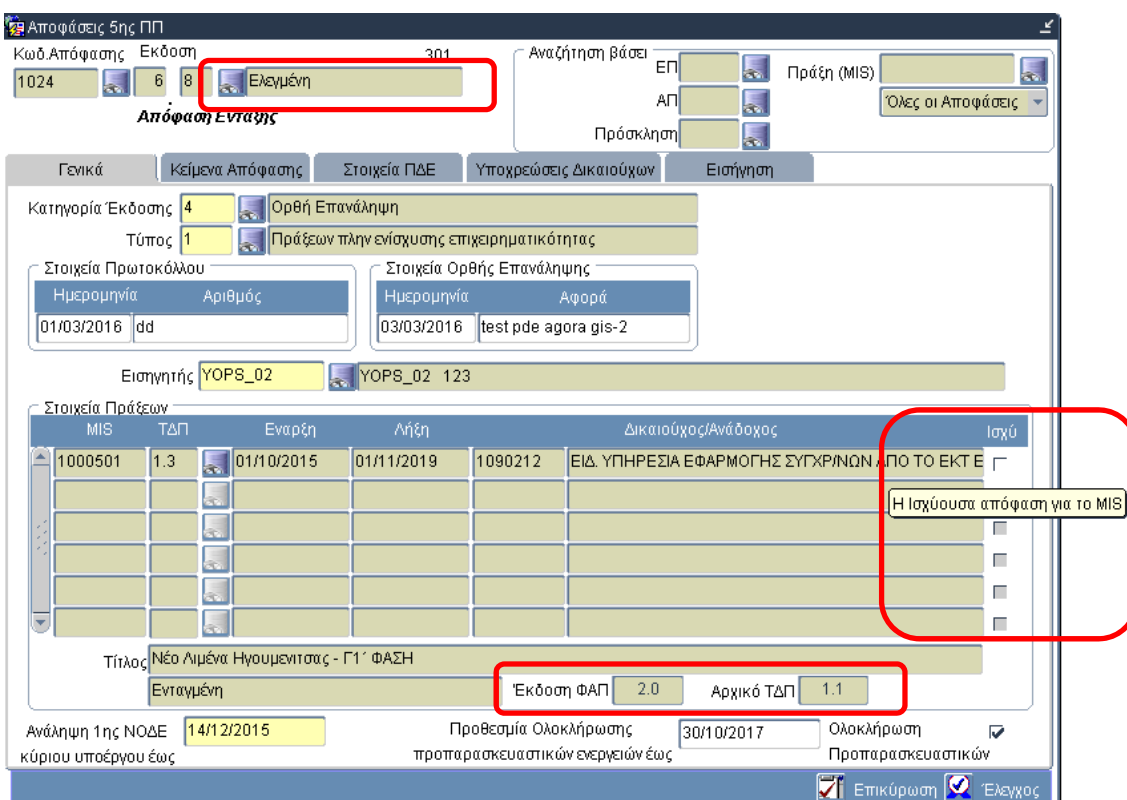 Αποφάσεις 5ης ΠΠ
Κωδ.Απόφασης Εκδοση 301
1024 6 8 Ελεγμένη
Απόφαση Ένταξης
Αναζήτηση βάσει
ΕΠ Πράξη (MIS)
ΑΠ Όλες οι Αποφάσεις
Πρόσκληση
Γενικά Κείμενα Απόφασης Στοιχεία ΠΔΕ Υποχρεώσεις Δικαιούχων Εισήγηση
Κατηγορία Έκδοσης 4 Ορθή Επανάληψη
Τύπος 1 Πράξεων πλην ενίσχυσης επιχειρηματικότητας
Στοιχεία Πρωτοκόλλου Στοιχεία Ορθής Επανάληψης
Ημερομηνία Αριθμός Ημερομηνία Αφορά
01/03/2016 dd 03/03/2016 test pde agora gis-2
Εισηγητής YOPS_02 YOPS_02 123
Στοιχεία Πράξεων
MIS ΤΔΠ Εναρξη Λήξη Δικαιούχος/Ανάδοχος Ισχύ
1000501 1.3 01/10/2015 01/11/2019 1090212 ΕΙΔ. ΥΠΗΡΕΣΙΑ ΕΦΑΡΜΟΓΗΣ ΣΥΓΧΡ/ΝΩΝ ΑΠΟ ΤΟ ΕΚΤ Ε
Η Ισχύουσα απόφαση για το MIS
Τίτλος Νέο Λιμένα Ηγουμενιτσας - Γ1΄ ΦΑΣΗ
Ενταγμένη Έκδοση ΦΑΠ 2.0 Αρχικό ΤΔΠ 1.1
Ανάληψη 1ης ΝΟΔΕ 14/12/2015 Προθεσμία Ολοκλήρωσης 30/10/2017 Ολοκλήρωση
κύριου υποέργου έως προπαρασκευαστικών ενεργειών έως Προπαρασκευαστικών
Επικύρωση Έλεγχος